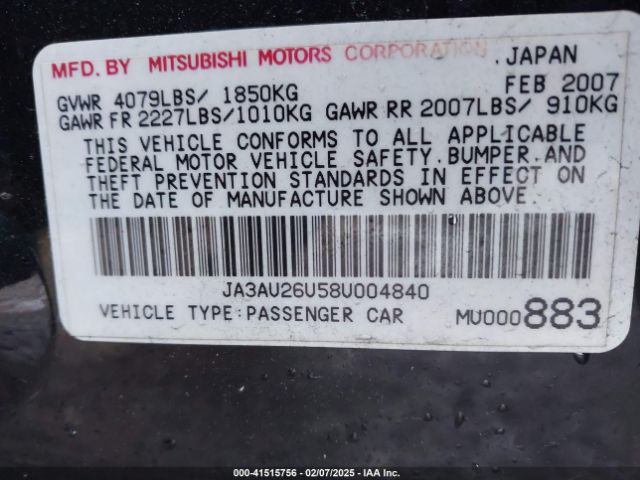 MFD. BY MITSUBISHI MOTORS CORPORATION .JAPAN
FEB 2007
GVWR 4079LBS/ 1850KG
GAWR FR 2227LBS/1010KG GAWR RR 2007LBS/ 910KG
THIS VEHICLE CONFORMS TO ALL APPLICABLE
FEDERAL MOTOR VEHICLE SAFETY.BUMPER.AND
THEFT PREVENTION STANDARDS IN EFFECT ON
THE DATE OF MANUFACTURE SHOWN ABOVE.
JA3AU26U58U004840
VEHICLE TYPE:PASSENGER CAR MU000883
000-41515756 - 02/07/2025 - IAA Inc.